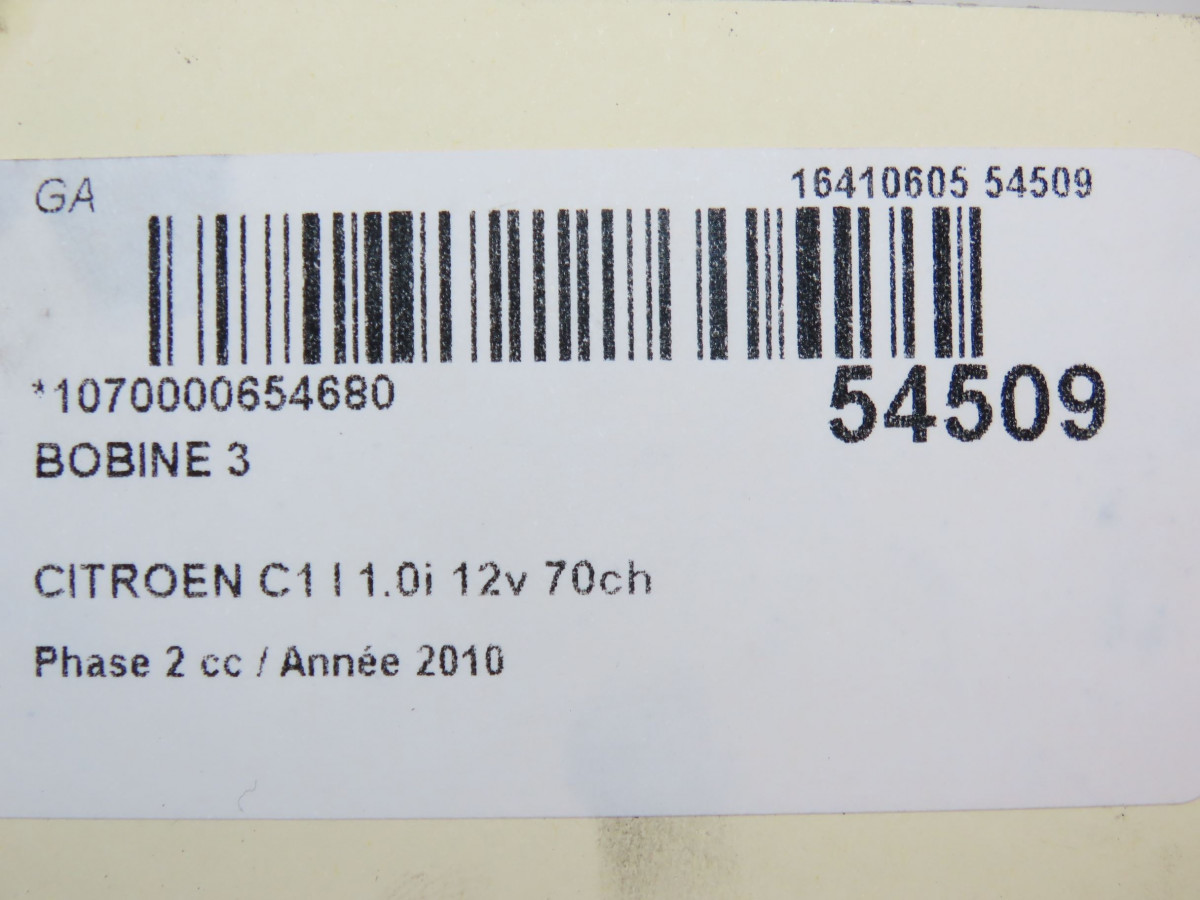 GA
16410605 54509
*1070000654680
54509
BOBINE 3
CITROEN C1 I 1.0i 12v 70ch
Phase 2 cc / Année 2010